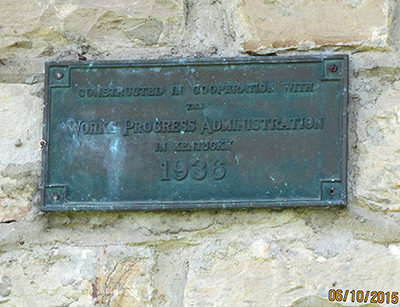 CONSTRUCTED IN COOPERATION WITH
THE
WORKS PROGRESS ADMINISTRATION
IN KENTUCKY
1936
06/10/2015